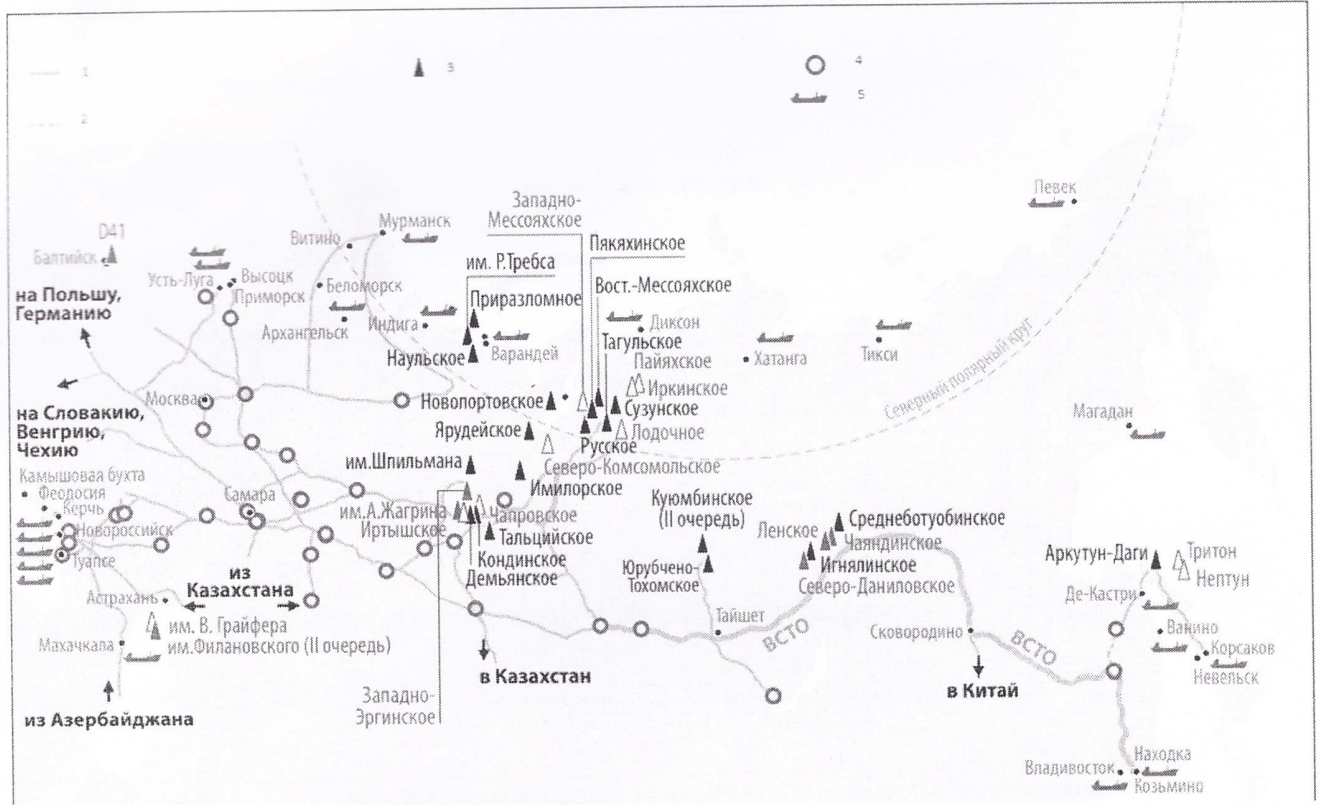 1
2
3
4
5
Певек
Западно-
Мессояхское
Мурманск
Витино
D41
Балтийск
Пякяхинское
им. Р.Требса
Усть-Луга
Высоцк
Приморск
Беломорск
Вост.-Мессояхское
на Польшу,
Германию
Приразломное
Архангельск
Индига
Диксон
Тагульское
Наульское
Варандей
Пайяхское
Хатанга
Тикси
Северный полярный круг
Иркинское
Москва
Новопортовское
Сузунское
Магадан
на Словакию,
Венгрию,
Чехию
Ярудейское
Лодочное
Русское
им.Шпильмана
Северо-Комсомольское
Имилорское
Камышовая бухта
Феодосия
Керчь
Новороссийск
Туапсе
Самара
им.А.Жагрина
Иртышское
Чапровское
Тальцийское
Кондинское
Демьянское
Куюмбинское
(II очередь)
Юрубчено-
Тохомское
Ленское
Среднеботуобинское
Чаяндинское
Игнялинское
Северо-Даниловское
Аркутун-Даги
Тритон
Нептун
Де-Кастри
из
Казахстана
Астрахань
им. В. Грайфера
им.Филановского (II очередь)
Махачкала
Тайшет
ВСТО
Сковородино
ВСТО
Ванино
Корсаков
Невельск
в Казахстан
Западно-
Эргинское
в Китай
из Азербайджана
Находка
Владивосток
Козьмино